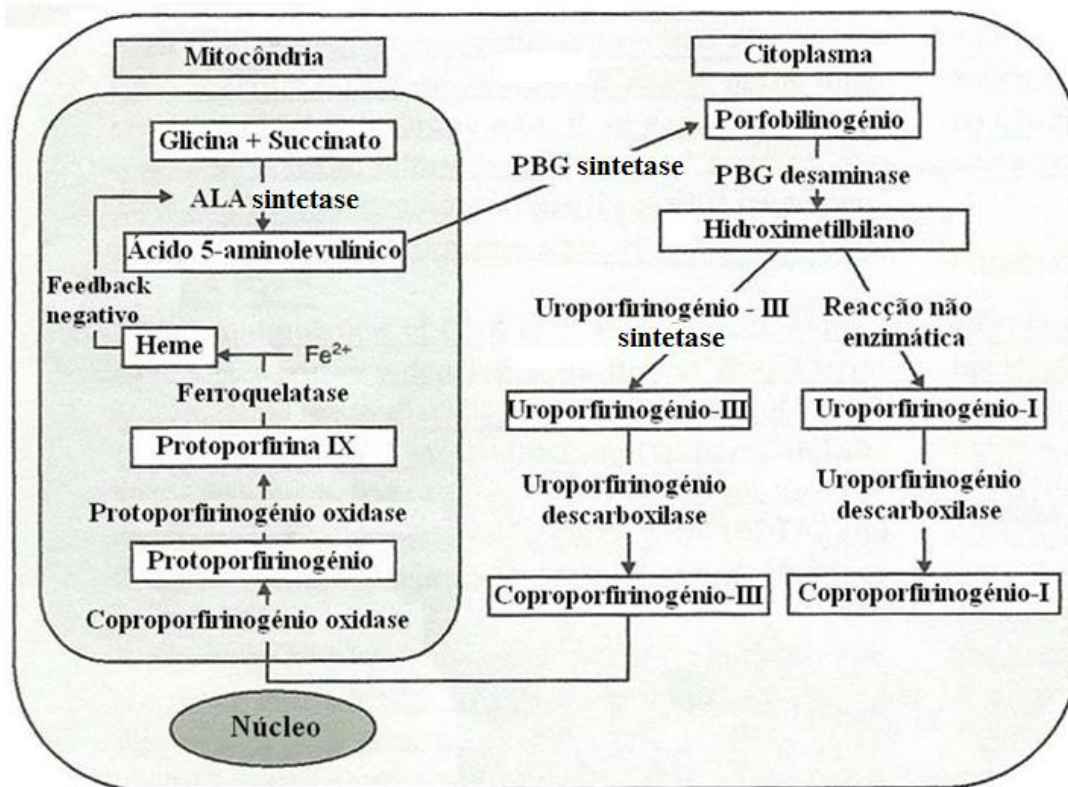 Mitocôndria
Glicina + Succinato
ALA sintetase
Ácido 5-aminolevulínico
Feedback
negativo
Heme
Fe2+
Ferroquelatase
Protoporfirina IX
Protoporfirinogénio oxidase
Protoporfirinogénio
Coproporfirinogénio oxidase
Núcleo
Citoplasma
PBG sintetase
Porfobilinogénio
PBG desaminase
Hidroximetilbilano
Uroporfirinogénio - III
sintetase
Reacção não
enzimática
Uroporfirinogénio-III
Uroporfirinogénio-I
Uroporfirinogénio
descarboxilase
Uroporfirinogénio
descarboxilase
Coproporfirinogénio-III
Coproporfirinogénio-I